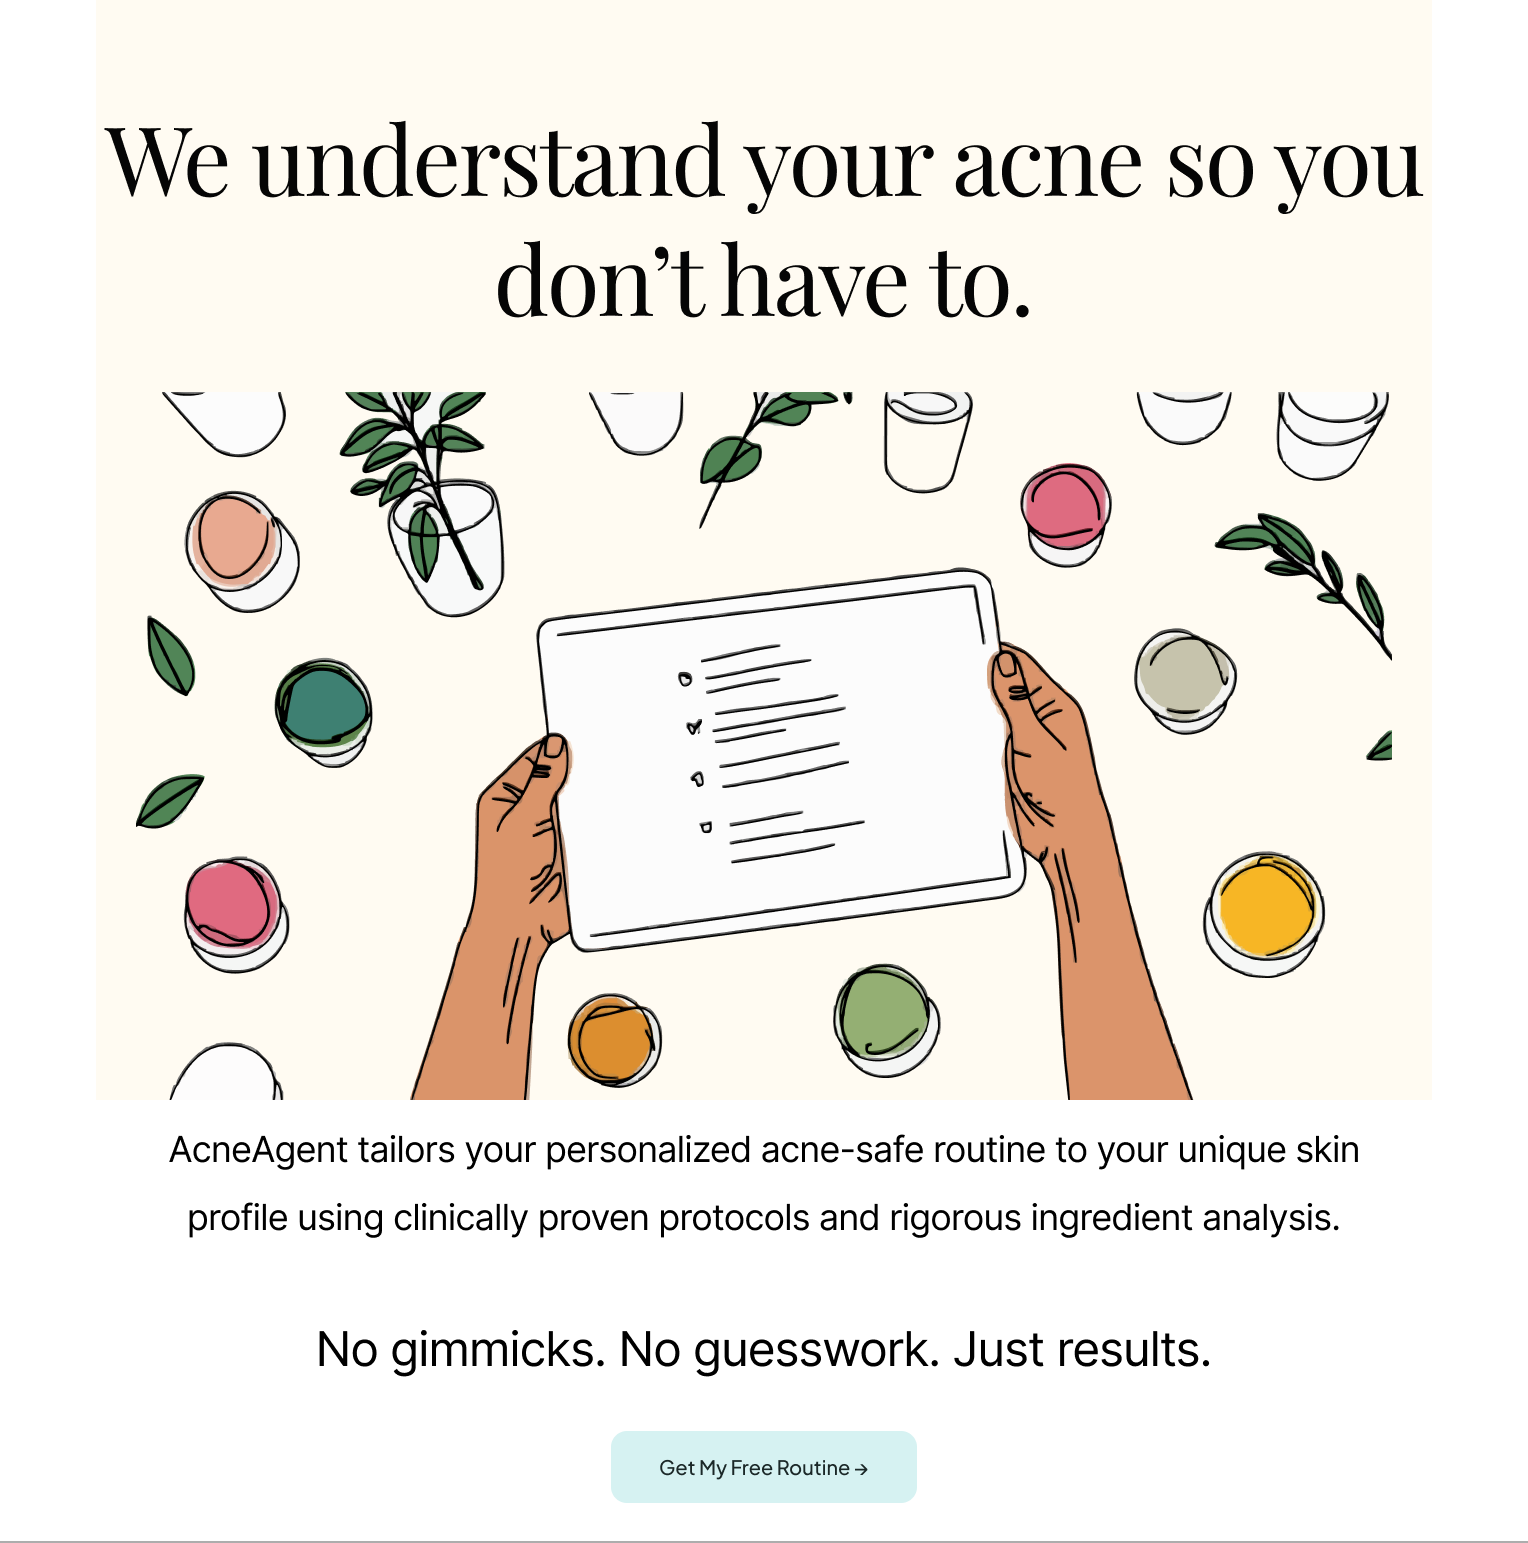 We understand your acne so you
don’t have to.
AcneAgent tailors your personalized acne-safe routine to your unique skin
profile using clinically proven protocols and rigorous ingredient analysis.
No gimmicks. No guesswork. Just results.
Get My Free Routine →